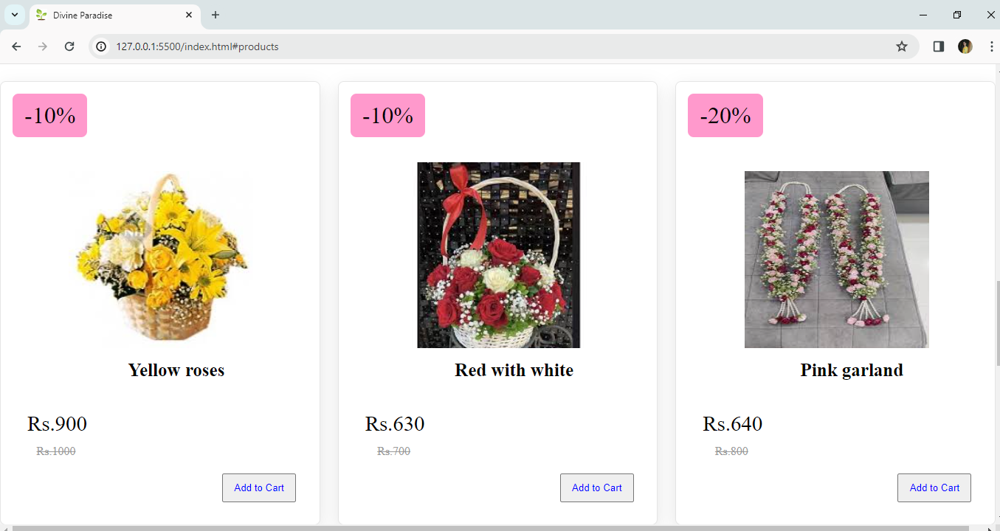 Divine Paradise
127.0.0.1:5500/index.html#products
-10%
-10%
-20%
Yellow roses
Red with white
Pink garland
Rs.900
Rs.630
Rs.640
Rs.1000
Rs.700
Rs.800
Add to Cart
Add to Cart
Add to Cart